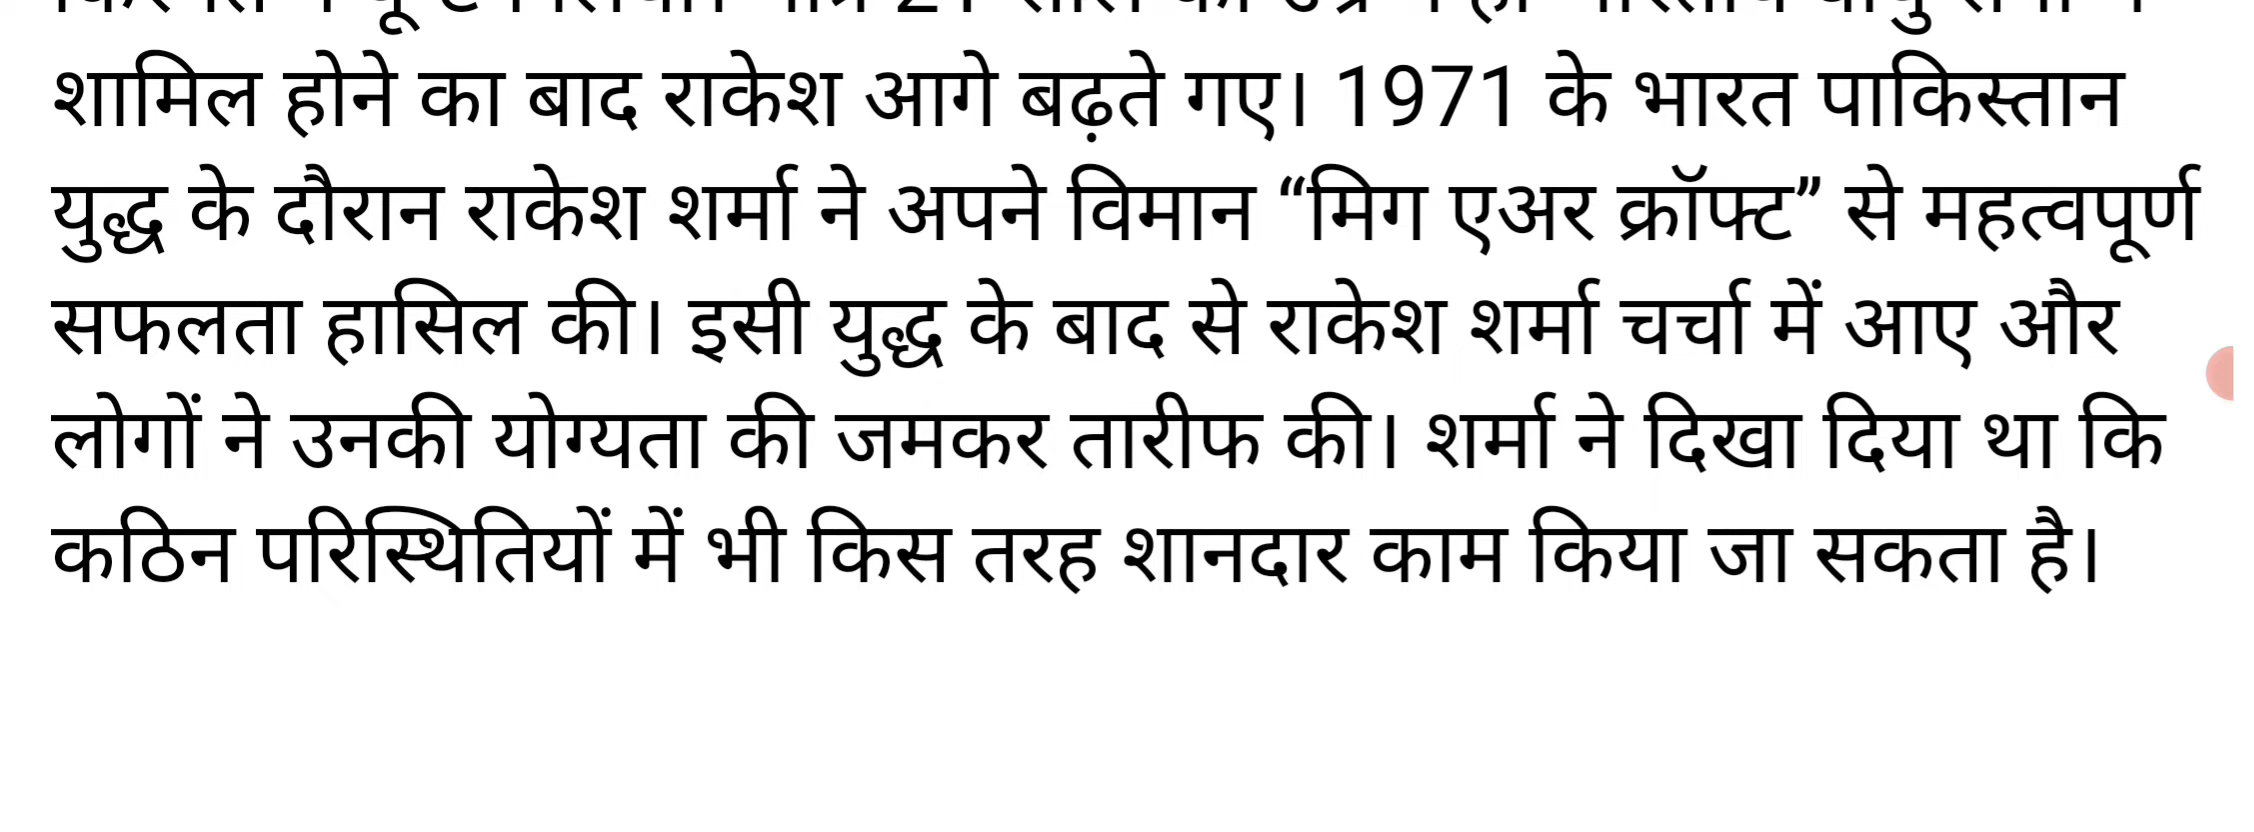 शामिल होने का बाद राकेश आगे बढ़ते गए। 1971 के भारत पाकिस्तान
युद्ध के दौरान राकेश शर्मा ने अपने विमान “मिग एअर क्रॉफ्ट” से महत्वपूर्ण
सफलता हासिल की। इसी युद्ध के बाद से राकेश शर्मा चर्चा में आए और
लोगों ने उनकी योग्यता की जमकर तारीफ की। शर्मा ने दिखा दिया था कि
कठिन परिस्थितियों में भी किस तरह शानदार काम किया जा सकता है।